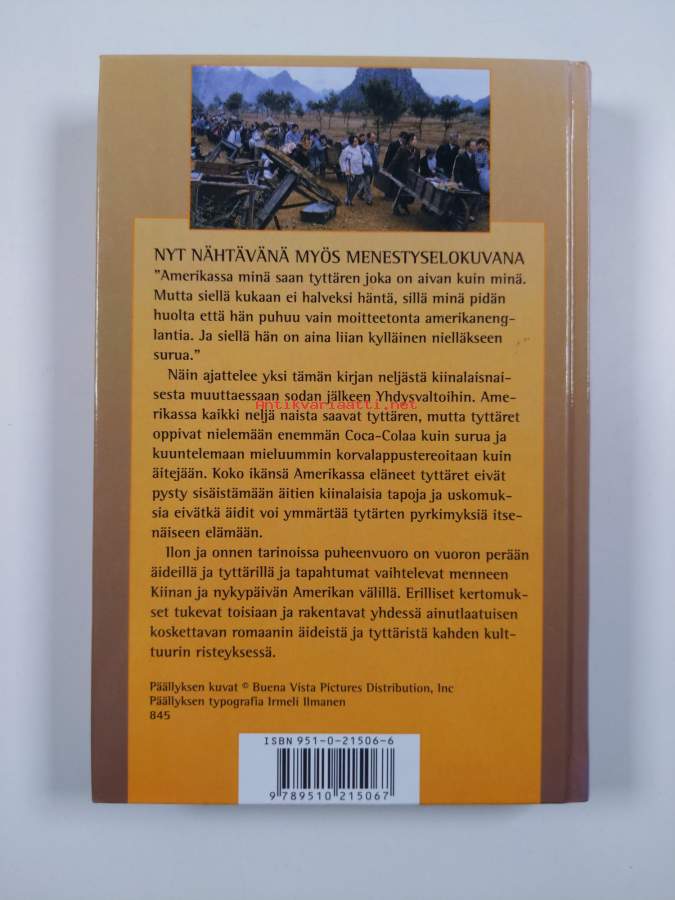 NYT NÄHTÄVÄNÄ MYÖS MENESTYSELOKUVANA
"Amerikassa minä saan tyttären joka on aivan kuin minä.
Mutta siellä kukaan ei halveksi häntä, sillä minä pidän
huolta että hän puhuu vain moitteetonta amerikaneng-
lantia. Ja siellä hän on aina liian kylläinen nielläkseen
surua."
Näin ajattelee yksi tämän kirjan neljästä kiinalaisnai-
sesta muuttaessaan sodan jälkeen Yhdysvaltoihin. Ame-
Antikvariaatti.net
rikassa kaikki neljä naista saavat tyttären, mutta tyttäret
oppivat nielemään enemmän Coca-Colaa kuin surua ja
kuuntelemaan mieluummin korvalappustereoitaan kuin
äitejään. Koko ikänsä Amerikassa eläneet tyttäret eivät
pysty sisäistämään äitien kiinalaisia tapoja ja uskomuk-
sia eivätkä äidit voi ymmärtää tytärten pyrkimyksiä itse-
näiseen elämään.
Ilon ja onnen tarinoissa puheenvuoro on vuoron perään
äideillä ja tyttärillä ja tapahtumat vaihtelevat menneen
Kiinan ja nykypäivän Amerikan välillä. Erilliset kertomuk-
set tukevat toisiaan ja rakentavat yhdessä ainutlaatuisen
koskettavan romaanin äideistä ja tyttäristä kahden kult-
tuurin risteyksessä.
Päällyksen kuvat © Buena Vista Pictures Distribution, Inc
Päällyksen typografia Irmeli Ilmanen
845
ISBN 951-0-21506-6
9 789510 215067